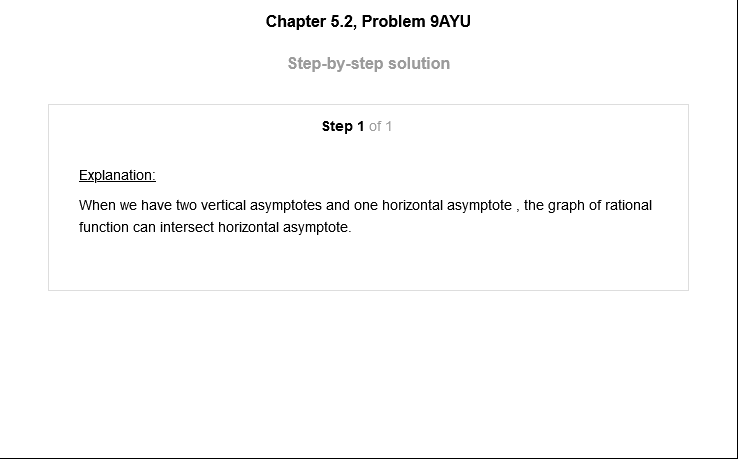 Chapter 5.2, Problem 9AYU
Step-by-step solution
Step 1 of 1
Explanation:
When we have two vertical asymptotes and one horizontal asymptote , the graph of rational
function can intersect horizontal asymptote.